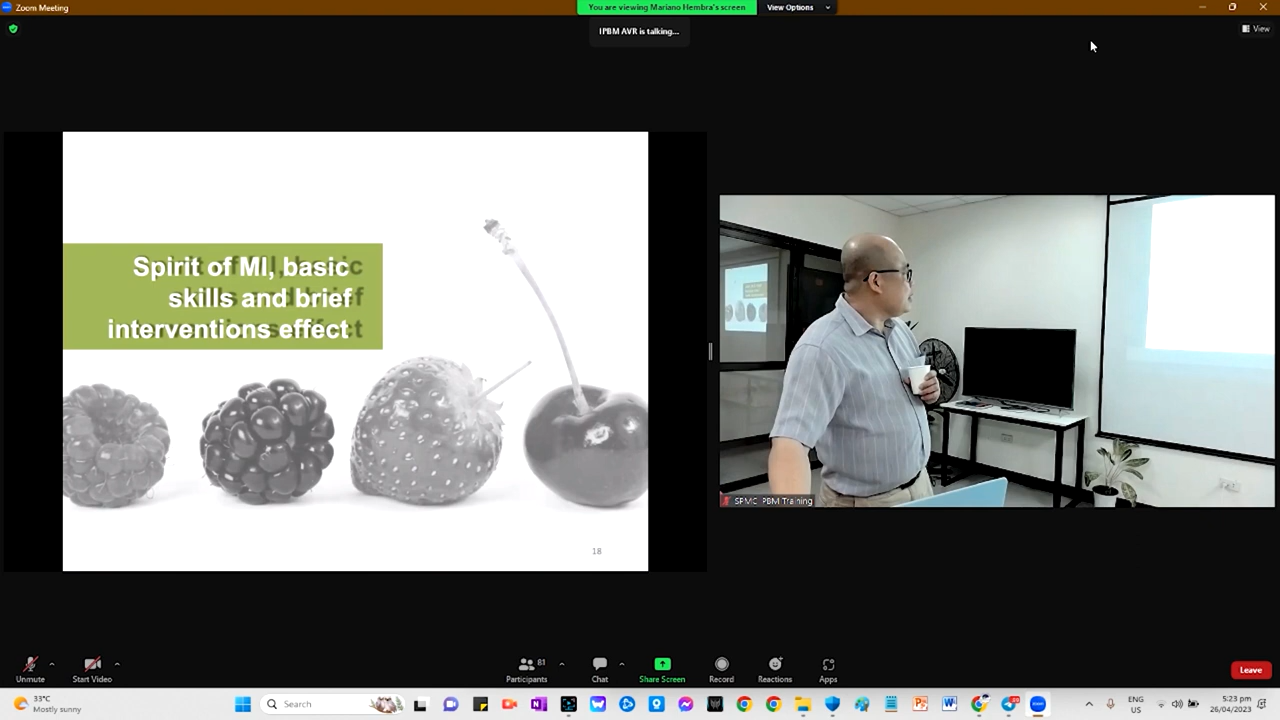 Zoom Meeting
You are viewing Mariano Hembra's screen
View Options
IPBM AVR is talking...
View
Spirit of MI, basic
skills and brief
interventions effect
18
SPMC IPBM Training
Unmute
Start Video
81
Participants
Chat
Share Screen
Record
Reactions
Apps
Leave
33°C
Mostly sunny
Search
ENG
US
5:23 pm
26/04/2023